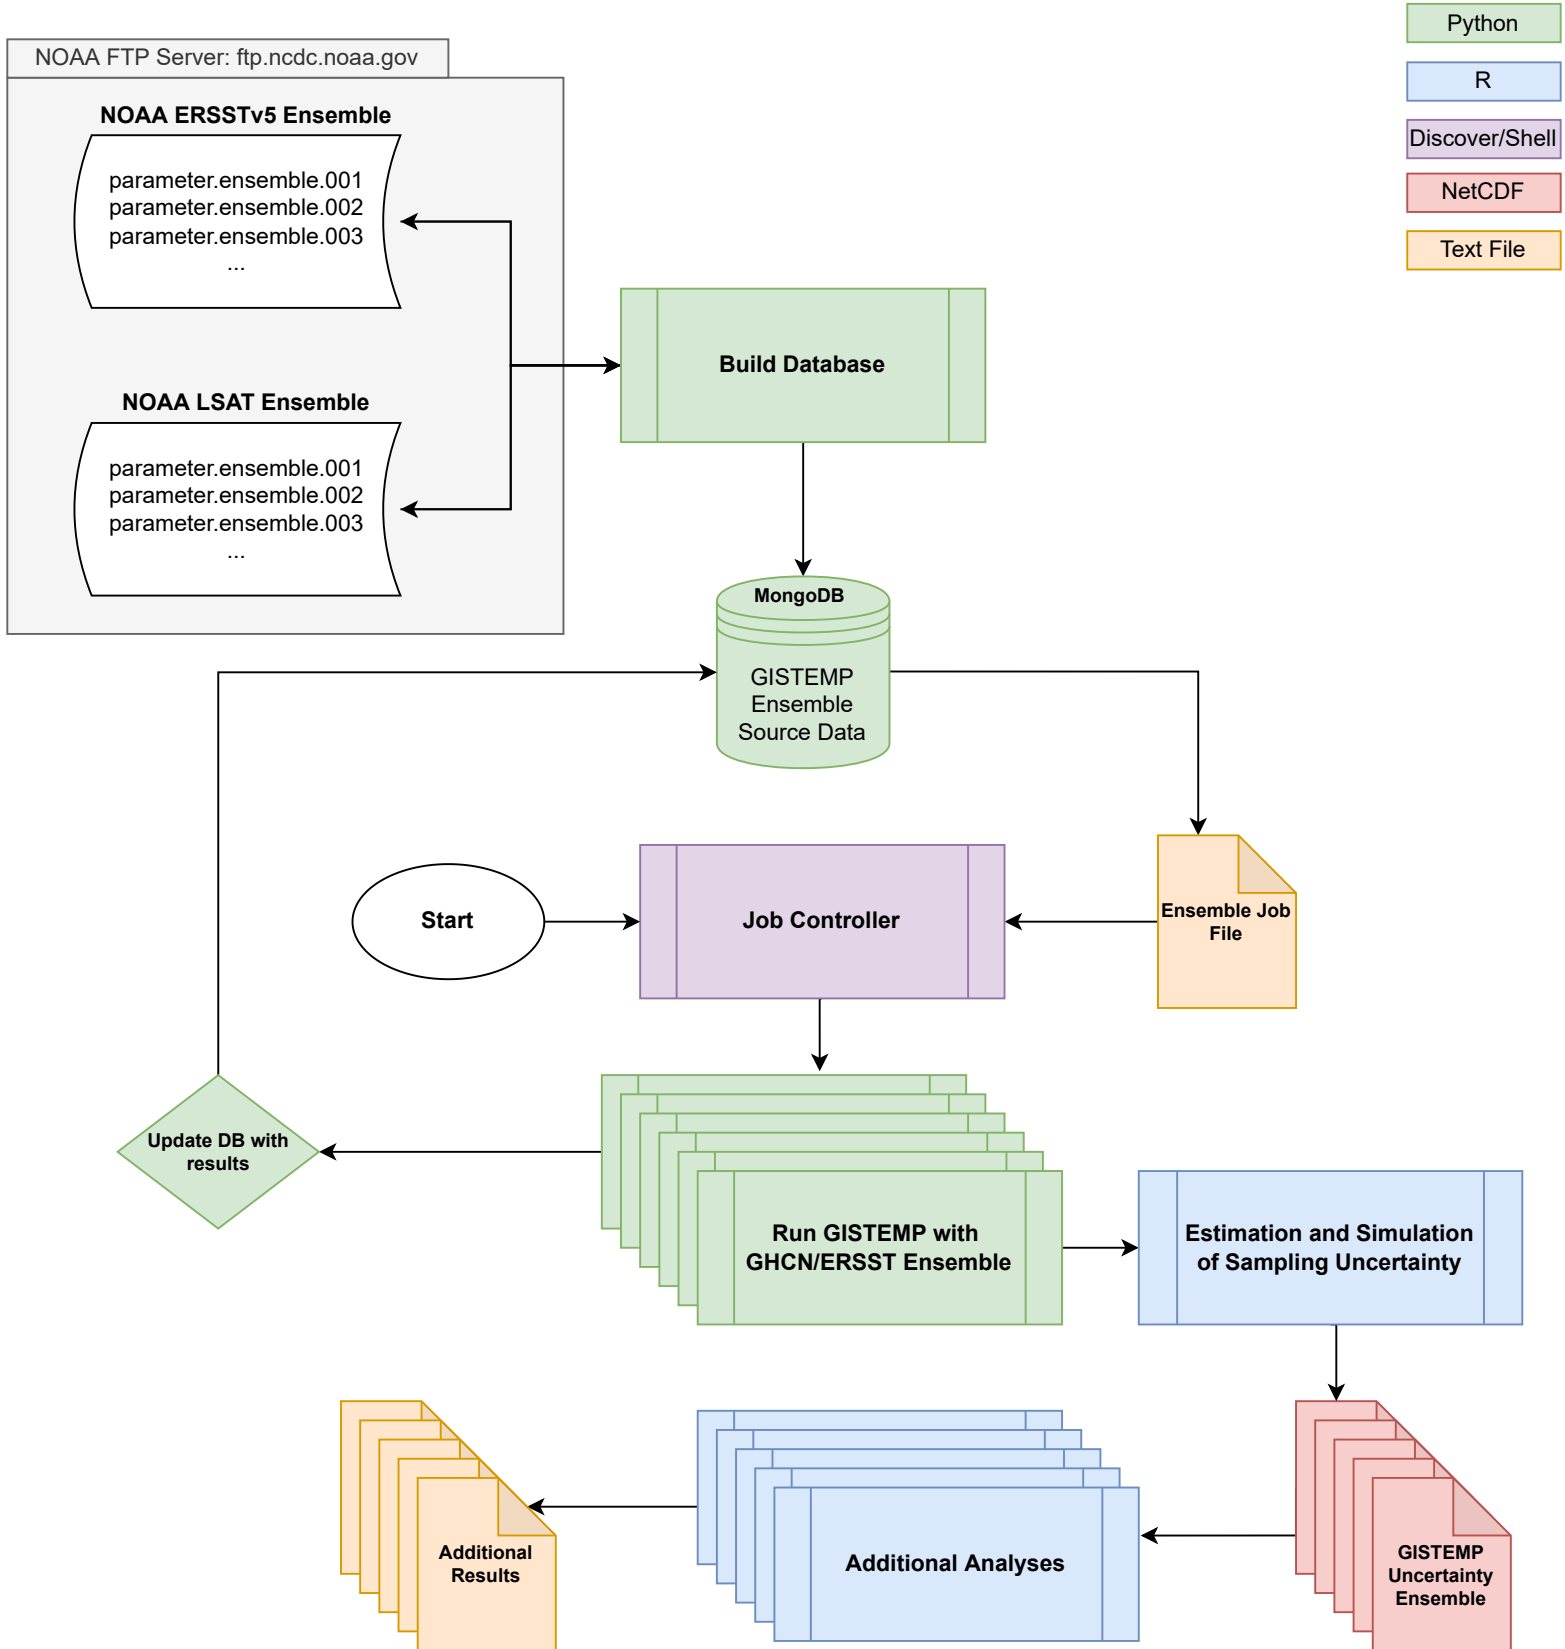 Python
R
Discover/Shell
NetCDF
Text File
NOAA FTP Server: ftp.ncdc.noaa.gov
NOAA ERSSTv5 Ensemble
parameter.ensemble.001
parameter.ensemble.002
parameter.ensemble.003
...
NOAA LSAT Ensemble
parameter.ensemble.001
parameter.ensemble.002
parameter.ensemble.003
...
Build Database
MongoDB
GISTEMP
Ensemble
Source Data
Start
Job Controller
Ensemble Job
File
Update DB with
results
Run GISTEMP with
GHCN/ERSST Ensemble
Estimation and Simulation
of Sampling Uncertainty
Additional
Results
Additional Analyses
GISTEMP
Uncertainty
Ensemble